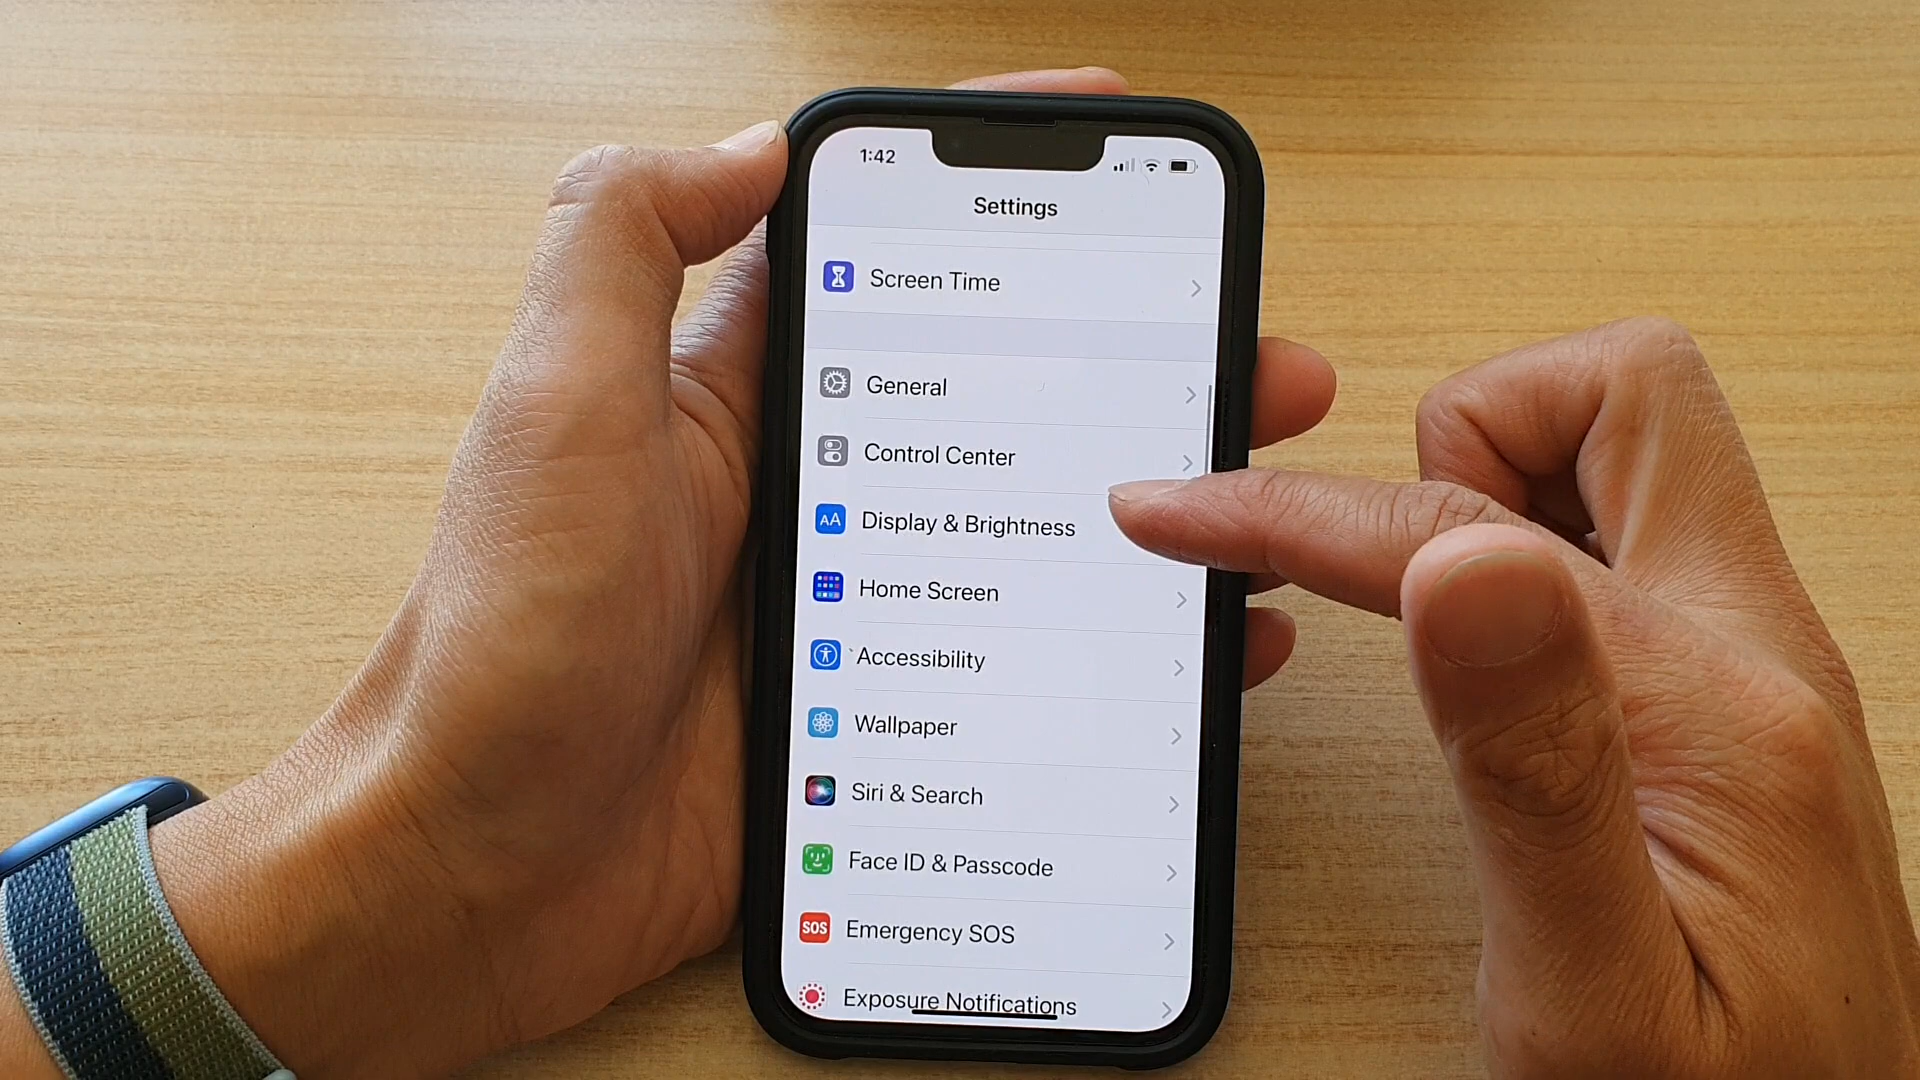 1:42
Settings
Screen Time
General
Control Center
AA
Display & Brightness
Home Screen
Accessibility
Wallpaper
Siri & Search
Face ID & Passcode
SOS
Emergency SOS
Exposure Notifications